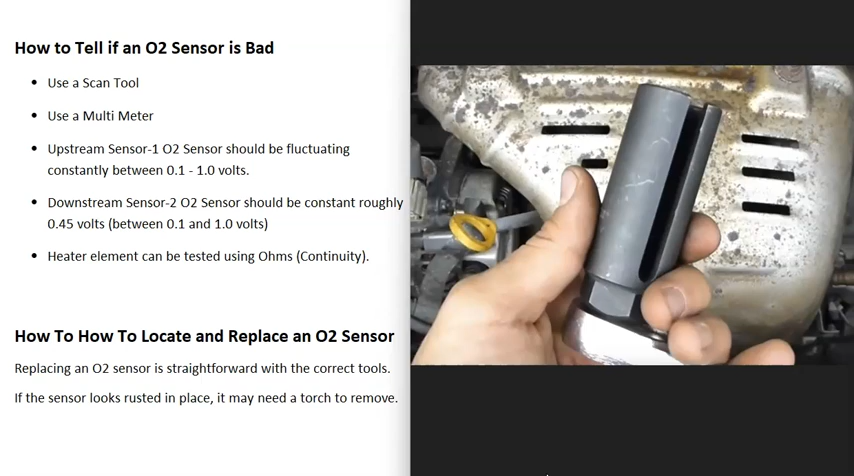 How to Tell if an O2 Sensor is Bad
Use a Scan Tool
Use a Multi Meter
Upstream Sensor-1 O2 Sensor should be fluctuating
constantly between 0.1 - 1.0 volts.
Downstream Sensor-2 O2 Sensor should be constant roughly
0.45 volts (between 0.1 and 1.0 volts)
Heater element can be tested using Ohms (Continuity).
How To How To Locate and Replace an O2 Sensor
Replacing an O2 sensor is straightforward with the correct tools.
If the sensor looks rusted in place, it may need a torch to remove.